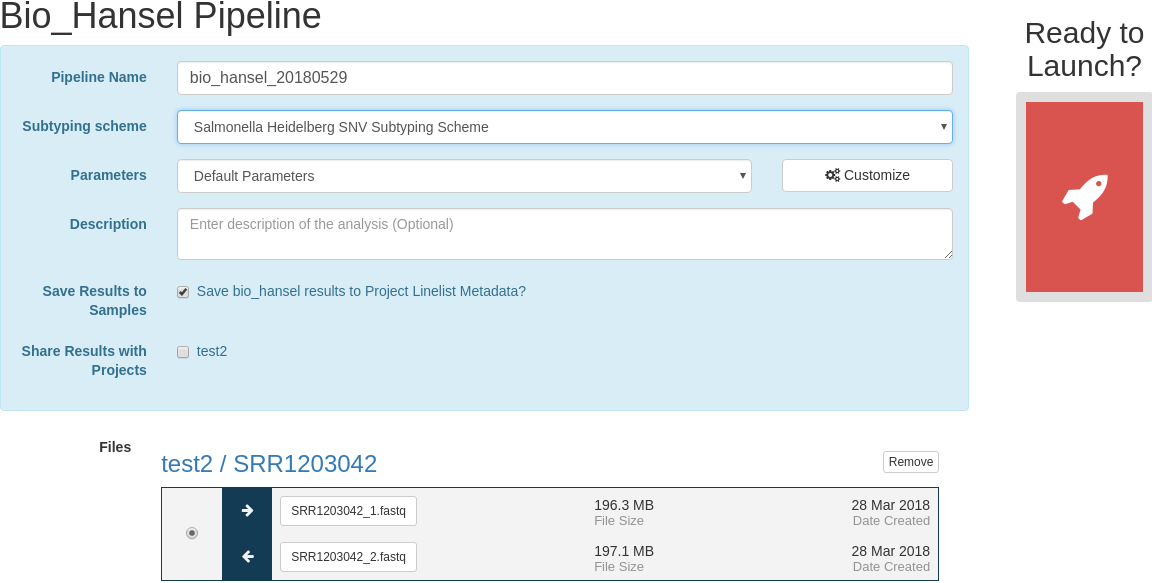 Bio_Hansel Pipeline
Ready to
Launch?
Pipeline Name
bio_hansel_20180529
Subtyping scheme
Salmonella Heidelberg SNV Subtyping Scheme
Parameters
Default Parameters
Customize
Description
Enter description of the analysis (Optional)
Save Results to
Samples
Save bio_hansel results to Project Linelist Metadata?
Share Results with
Projects
test2
Files
test2 / SRR1203042
Remove
SRR1203042_1.fastq
196.3 MB
File Size
28 Mar 2018
Date Created
SRR1203042_2.fastq
197.1 MB
File Size
28 Mar 2018
Date Created